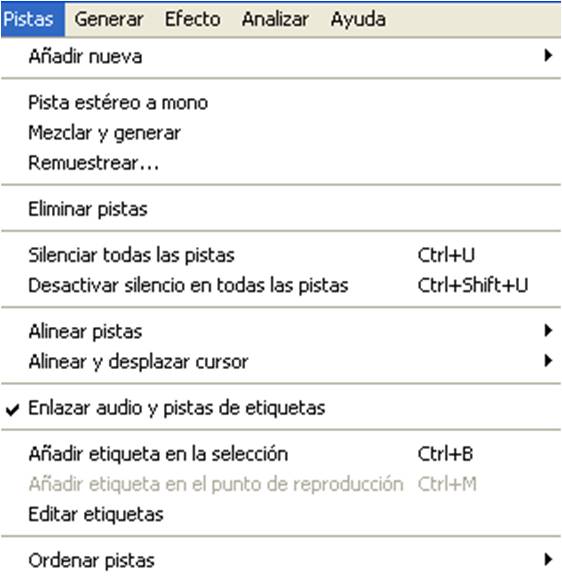 Pistas Generar Efecto Analizar Ayuda
Añadir nueva
Pista estéreo a mono
Mezclar y generar
Remuestrear...
Eliminar pistas
Silenciar todas las pistas Ctrl+U
Desactivar silencio en todas las pistas Ctrl+Shift+U
Alinear pistas
Alinear y desplazar cursor
Enlazar audio y pistas de etiquetas
Añadir etiqueta en la selección Ctrl+B
Añadir etiqueta en el punto de reproducción Ctrl+M
Editar etiquetas
Ordenar pistas